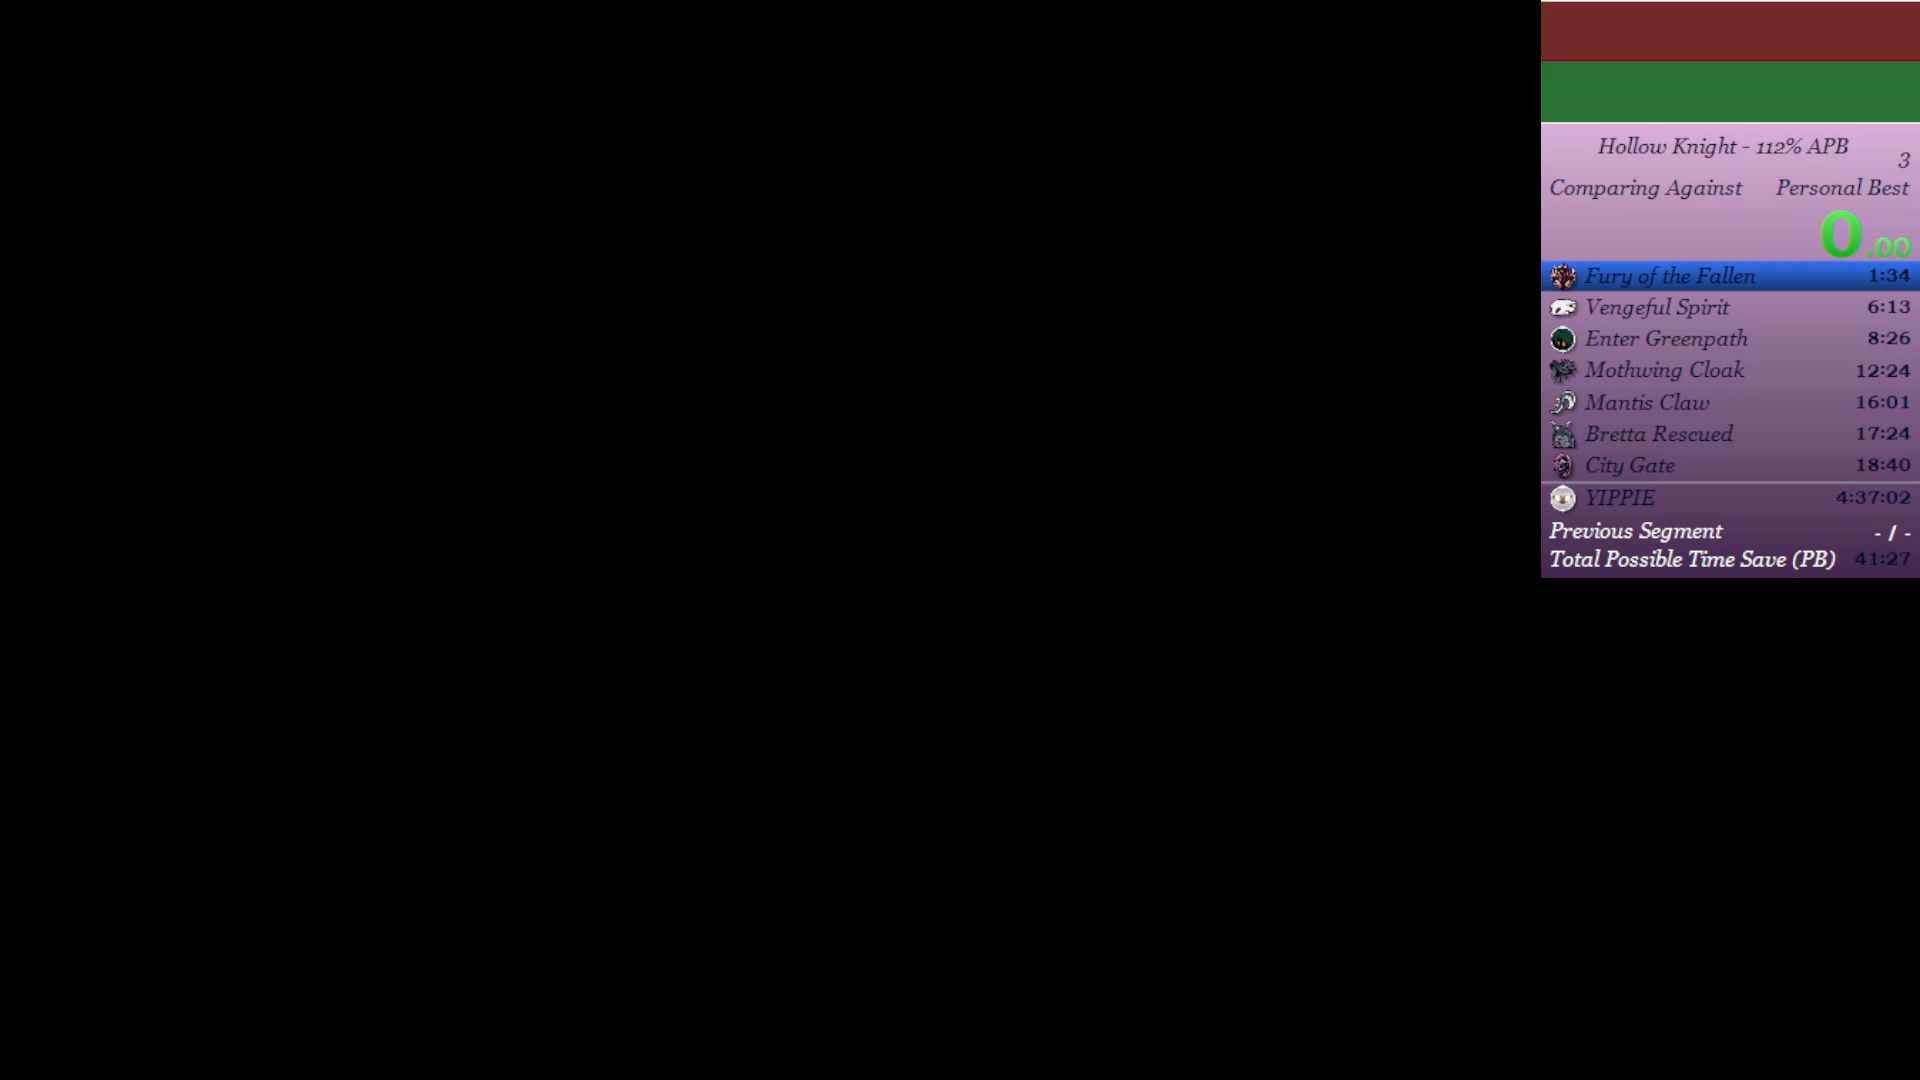 Hollow Knight - 112% APB
3
Comparing Against Personal Best
0.00
Fury of the Fallen 1:34
Vengeful Spirit 6:13
Enter Greenpath 8:26
Mothwing Cloak 12:24
Mantis Claw 16:01
Bretta Rescued 17:24
City Gate 18:40
YIPPIE 4:37:02
Previous Segment - / -
Total Possible Time Save (PB) 41:27